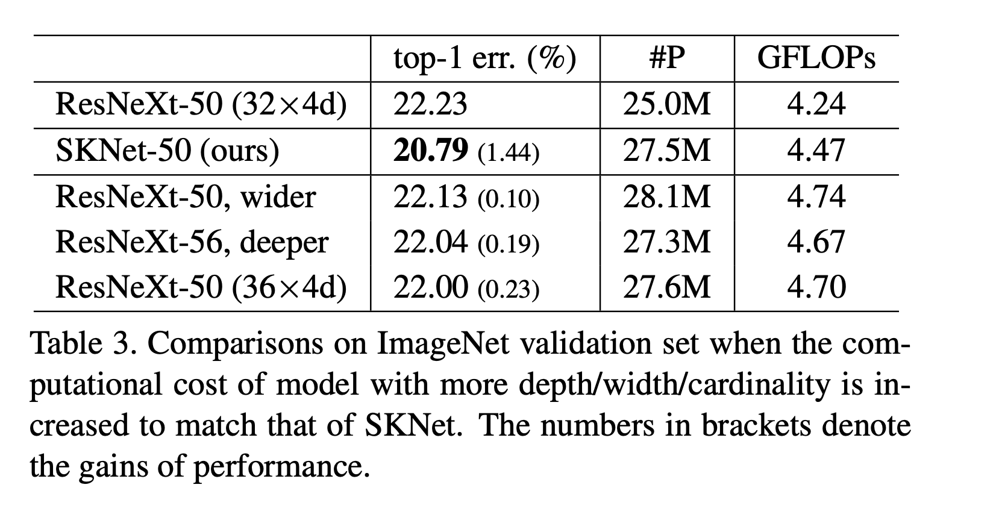 top-1 err. (%) #P GFLOPs
ResNeXt-50 (32×4d) 22.23 25.0M 4.24
SKNet-50 (ours) 20.79 (1.44) 27.5M 4.47
ResNeXt-50, wider 22.13 (0.10) 28.1M 4.74
ResNeXt-56, deeper 22.04 (0.19) 27.3M 4.67
ResNeXt-50 (36×4d) 22.00 (0.23) 27.6M 4.70
Table 3. Comparisons on ImageNet validation set when the com-
putational cost of model with more depth/width/cardinality is in-
creased to match that of SKNet. The numbers in brackets denote
the gains of performance.